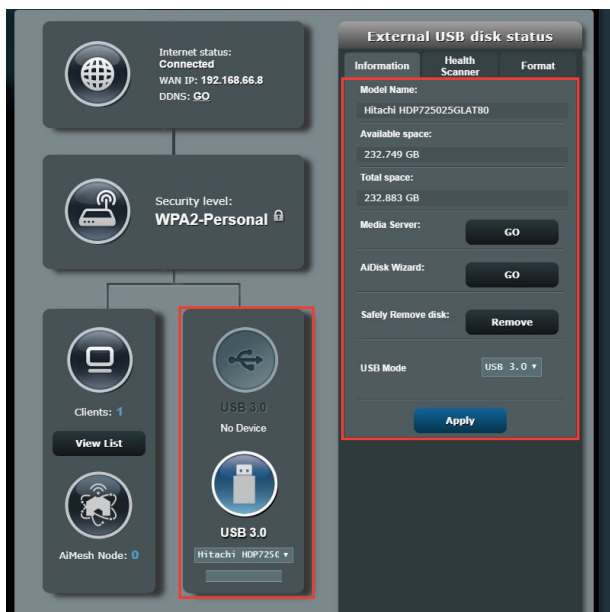 Internet status:
Connected
WAN IP: 192.168.66.8
DDNS: GO
Security level:
WPA2-Personal
Clients: 1
View List
AiMesh Node: 0
USB 3.0
No Device
USB 3.0
Hitachi HDP7250
External USB disk status
Information
Health
Scanner
Format
Model Name:
Hitachi HDP725025GLAT80
Available space:
232.749 GB
Total space:
232.883 GB
Media Server:
GO
AiDisk Wizard:
GO
Safely Remove disk:
Remove
USB Mode
USB 3.0
Apply